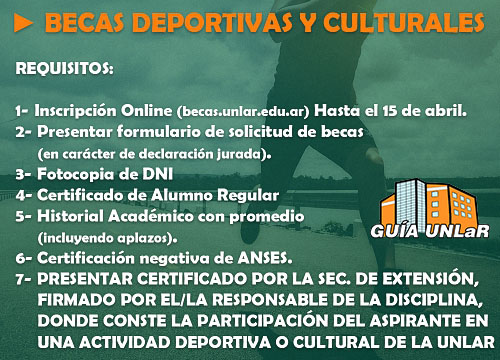 ► BECAS DEPORTIVAS Y CULTURALES
REQUISITOS:
1- Inscripción Online (becas.unlar.edu.ar) Hasta el 15 de abril.
2- Presentar formulario de solicitud de becas
(en carácter de declaración jurada).
3- Fotocopia de DNI
4- Certificado de Alumno Regular
5- Historial Académico con promedio
(incluyendo aplazos).
6- Certificación negativa de ANSES.
7- PRESENTAR CERTIFICADO POR LA SEC. DE EXTENSIÓN,
FIRMADO POR EL/LA RESPONSABLE DE LA DISCIPLINA,
DONDE CONSTE LA PARTICIPACIÓN DEL ASPIRANTE EN
UNA ACTIVIDAD DEPORTIVA O CULTURAL DE LA UNLAR
GUÍA UNLaR